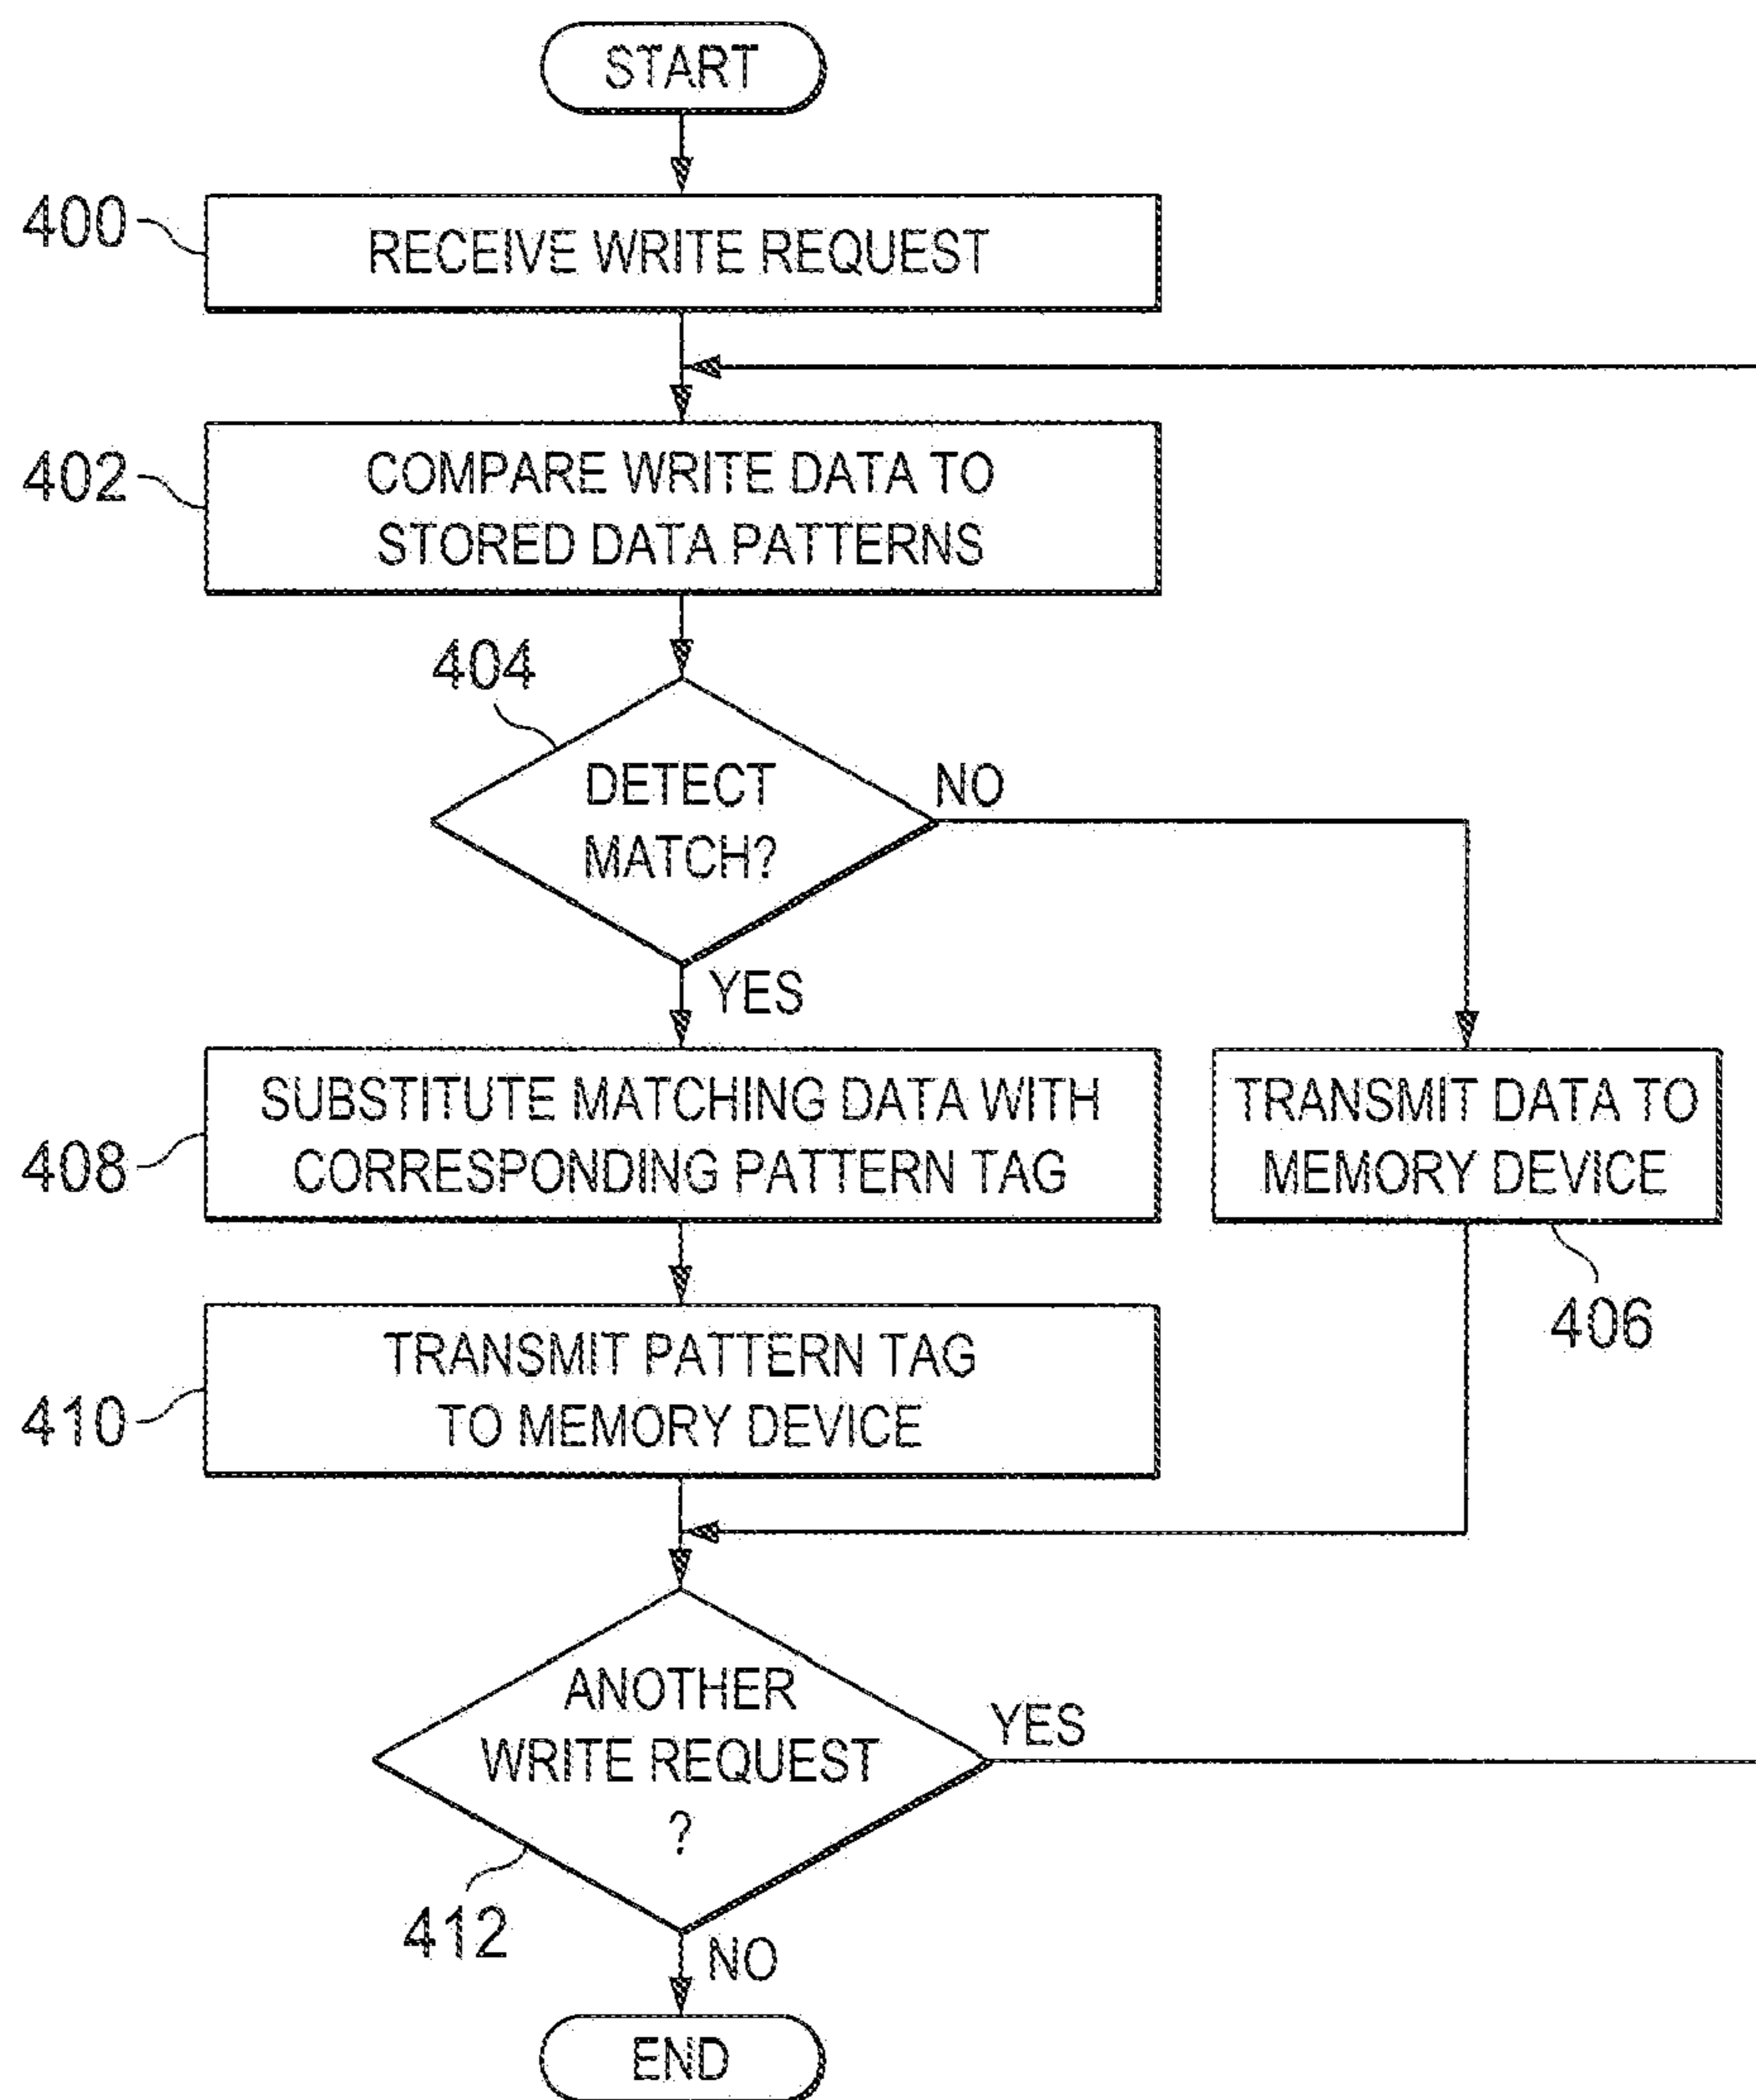 START
400
RECEIVE WRITE REQUEST
402
COMPARE WRITE DATA TO
STORED DATA PATTERNS
404
DETECT
MATCH?
NO
YES
408
SUBSTITUTE MATCHING DATA WITH
CORRESPONDING PATTERN TAG
TRANSMIT DATA TO
MEMORY DEVICE
406
410
TRANSMIT PATTERN TAG
TO MEMORY DEVICE
ANOTHER
WRITE REQUEST
?
YES
412
NO
END